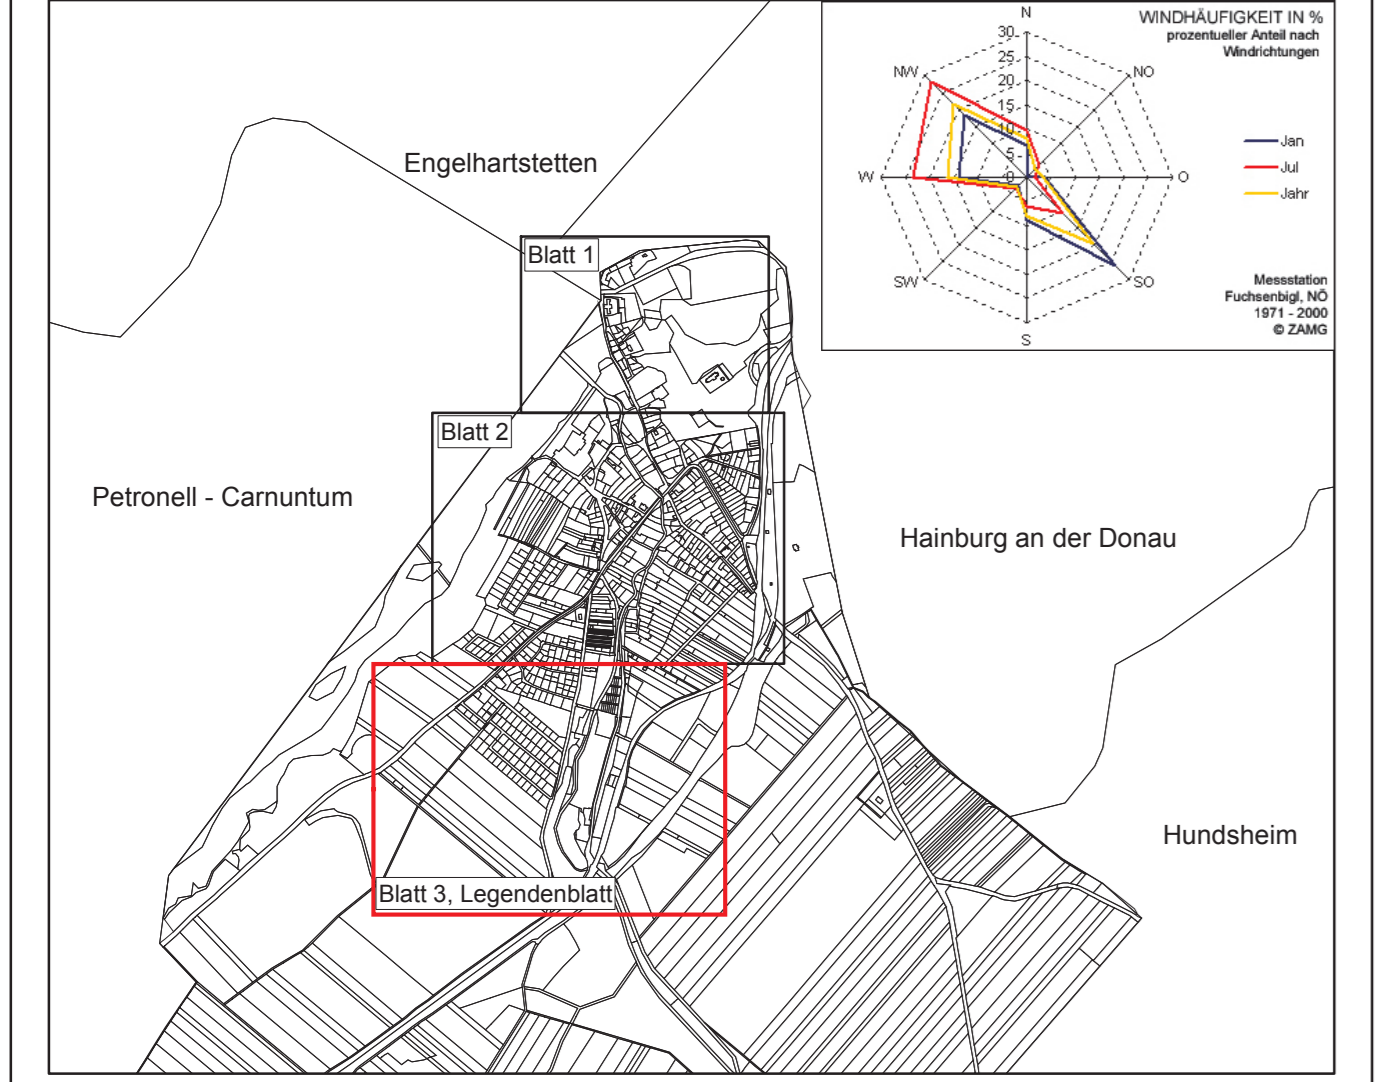 WINDHÄUFIGKEIT IN %
prozentueller Anteil nach
Windrichtungen
N
30
25
20
15
10
5
0
NW
NO
W
O
SW
SO
S
Jan
Jul
Jahr
Messstation
Fuchsenbigl, NÖ
1971 - 2000
© ZAMG
Engelhartstetten
Blatt 1
Blatt 2
Petronell - Carnuntum
Hainburg an der Donau
Hundsheim
Blatt 3, Legendenblatt